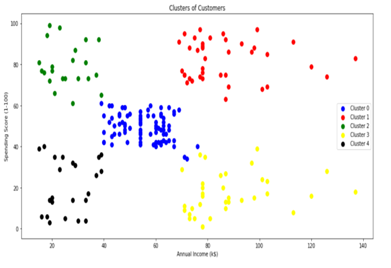 Clusters of Customers
Spending Score (1-100)
100
80
60
40
20
0
Cluster 0
Cluster 1
Cluster 2
Cluster 3
Cluster 4
20
40
60
80
100
120
140
Annual Income (k$)